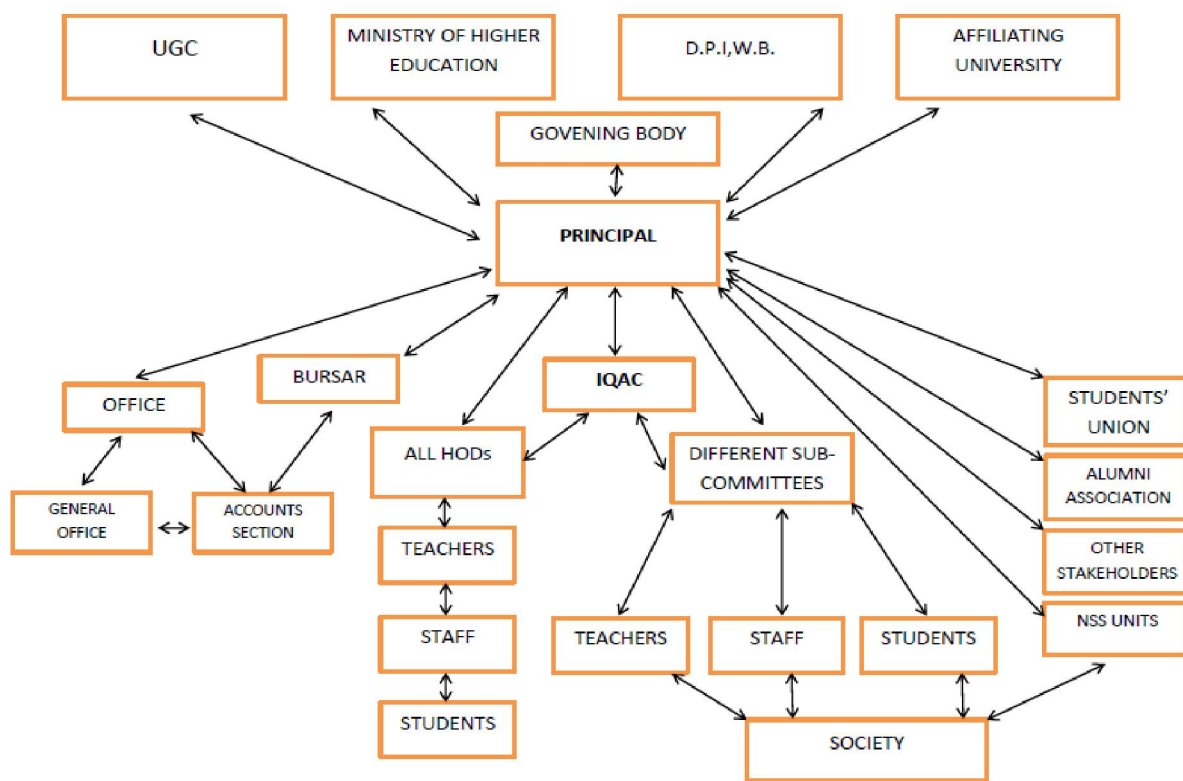 UGC
MINISTRY OF HIGHER
EDUCATION
D.P.I,W.B.
AFFILIATING
UNIVERSITY
GOVENING BODY
PRINCIPAL
OFFICE
BURSAR
IQAC
STUDENTS’
UNION
ALL HODs
DIFFERENT SUB-
COMMITTEES
ALUMNI
ASSOCIATION
GENERAL
OFFICE
ACCOUNTS
SECTION
TEACHERS
OTHER
STAKEHOLDERS
STAFF
TEACHERS
STAFF
STUDENTS
NSS UNITS
STUDENTS
SOCIETY